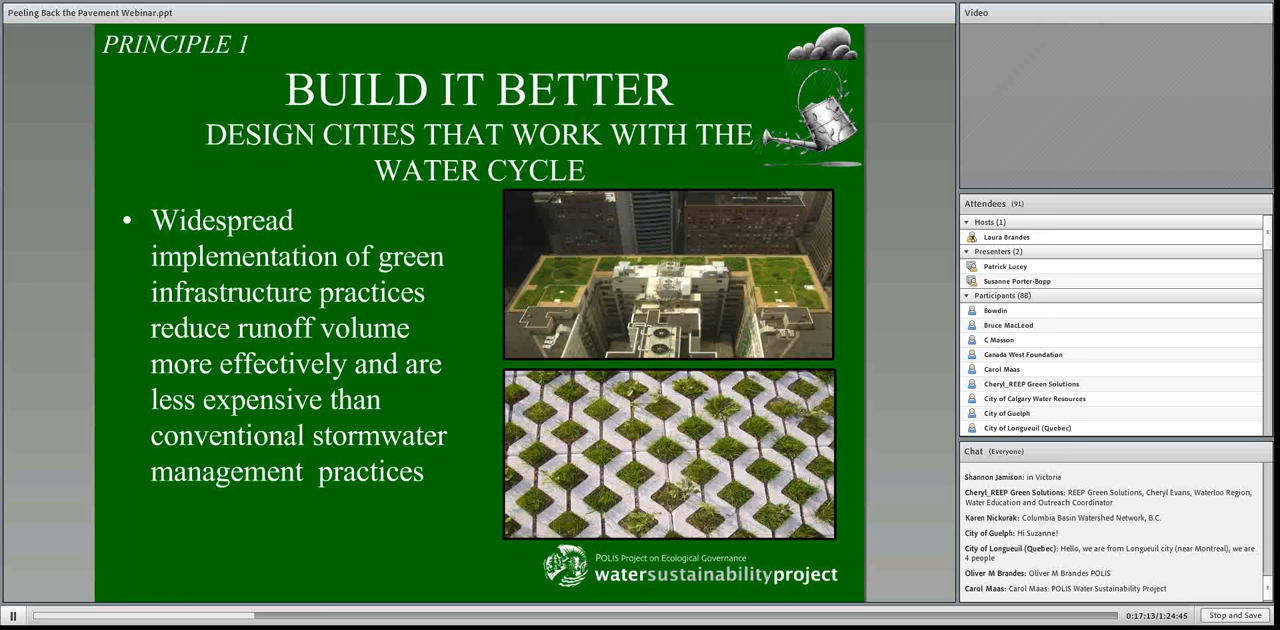 Peeling Back the Pavement Webinar.ppt
PRINCIPLE 1
BUILD IT BETTER
DESIGN CITIES THAT WORK WITH THE
WATER CYCLE
• Widespread
implementation of green
infrastructure practices
reduce runoff volume
more effectively and are
less expensive than
conventional stormwater
management practices
POLIS Project on Ecological Governance
watersustainabilityproject
Video
Attendees (91)
Hosts (1)
Laura Brandes
Presenters (2)
Patrick Lucey
Susanne Porter-Bopp
Participants (88)
Bowdin
Bruce MacLeod
C Masson
Canada West Foundation
Carol Maas
Cheryl_REEP Green Solutions
City of Calgary Water Resources
City of Guelph
City of Longueuil (Quebec)
Chat (Everyone)
Shannon Jamison: in Victoria
Cheryl_REEP Green Solutions: REEP Green Solutions, Cheryl Evans, Waterloo Region,
Water Education and Outreach Coordinator
Karen Nickurak: Columbia Basin Watershed Network, B.C.
City of Guelph: Hi Suzanne!
City of Longueuil (Quebec): Hello, we are from Longueuil city (near Montreal), we are
4 people
Oliver M Brandes: Oliver M Brandes POLIS
Carol Maas: Carol Maas: POLIS Water Sustainability Project
0:17:13/1:24:45
Stop and Save